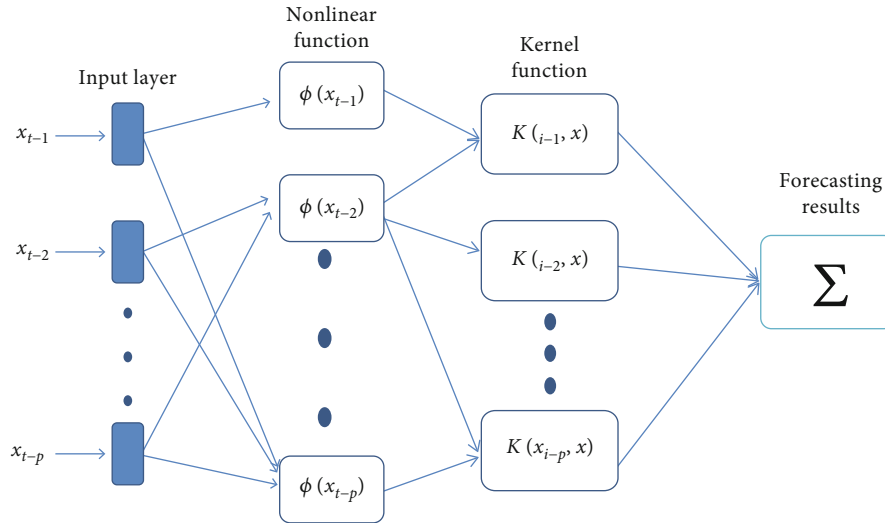 Nonlinear
function
Kernel
function
Input layer
Forecasting
results
x_{t–1}
x_{t–2}
x_{t–p}
ϕ (x_{t–1})
ϕ (x_{t–2})
ϕ (x_{t–p})
K (_{i–1}, x)
K (_{i–2}, x)
K (x_{i–p}, x)
Σ